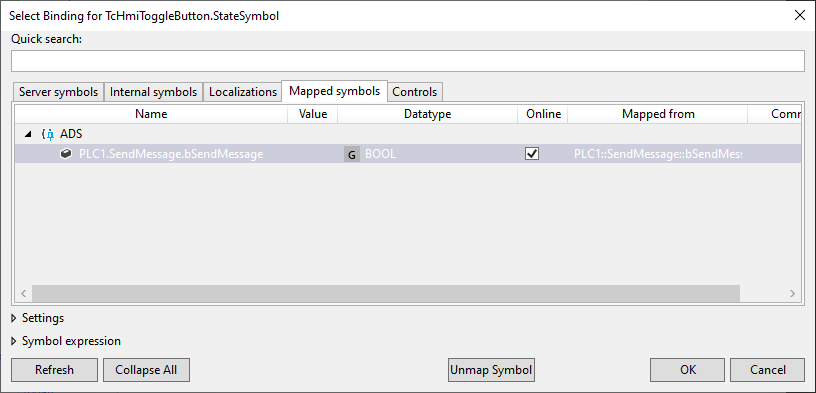 Select Binding for TcHmiToggleButton.StateSymbol
Quick search:
Server symbols Internal symbols Localizations Mapped symbols Controls
Name Value Datatype Online Mapped from Comm
ADS
PLC1.SendMessage.bSendMessage G BOOL PLC1::SendMessage::bSendMes
Settings
Symbol expression
Refresh Collapse All Unmap Symbol OK Cancel